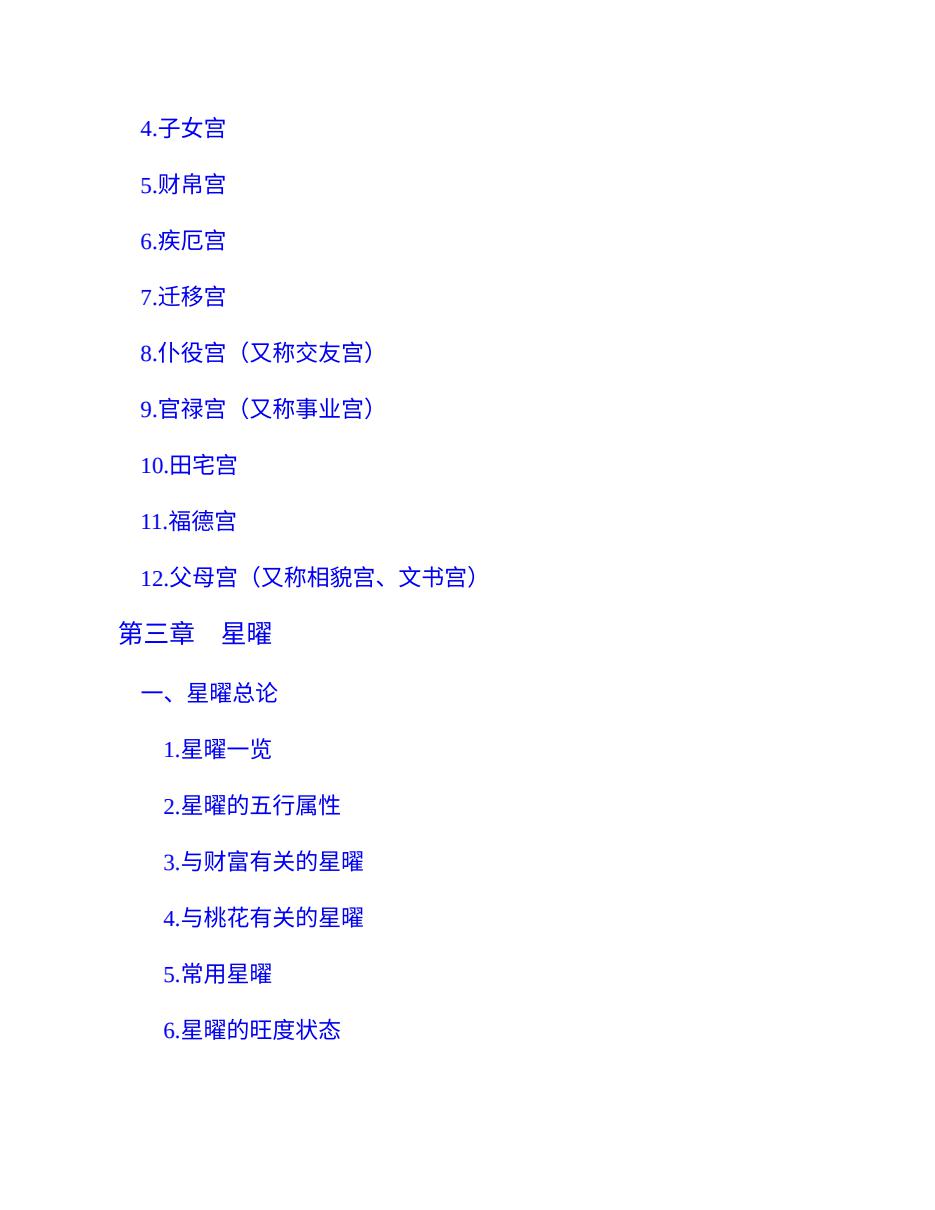 4.子女宫
5.财帛宫
6.疾厄宫
7.迁移宫
8.仆役宫（又称交友宫）
9.官禄宫（又称事业宫）
10.田宅宫
11.福德宫
12.父母宫（又称相貌宫、文书宫）
第三章　星曜
一、星曜总论
1.星曜一览
2.星曜的五行属性
3.与财富有关的星曜
4.与桃花有关的星曜
5.常用星曜
6.星曜的旺度状态